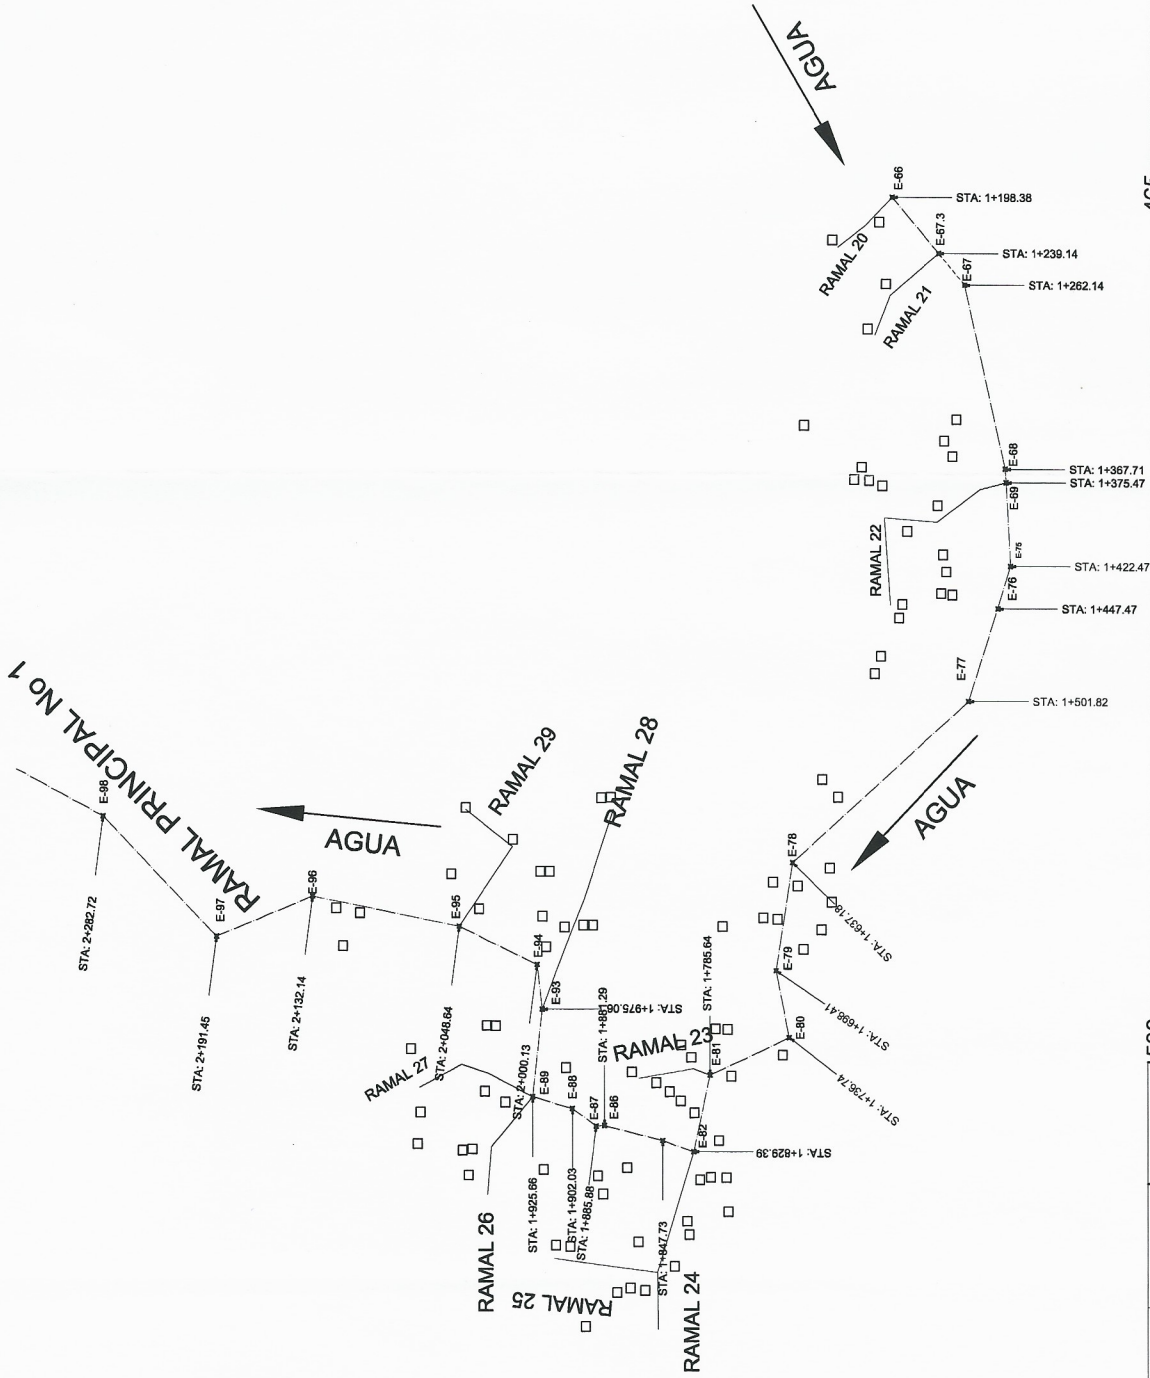 AGUA
E-66
STA: 1+198.38
RAMAL 20
E-67.3
STA: 1+239.14
E-67
STA: 1+262.14
RAMAL 21
E-68
STA: 1+367.71
STA: 1+375.47
E-69
RAMAL 22
E-75
STA: 1+422.47
E-76
STA: 1+447.47
E-77
STA: 1+501.82
AGUA
E-78
STA: 1+637.18
E-79
STA: 1+698.41
E-80
STA: 1+736.74
STA: 1+785.64
E-81
RAMAL 23
E-82
STA: 1+829.39
STA: 1+847.73
RAMAL 24
RAMAL 25
STA: 1+881.29
E-86
E-87
STA: 1+885.88
E-88
STA: 1+902.03
E-89
STA: 1+925.66
RAMAL 26
RAMAL 27
E-93
STA: 1+975.06
RAMAL 28
E-94
STA: 2+000.13
E-95
STA: 2+048.64
RAMAL 29
AGUA
E-96
STA: 2+132.14
E-97
STA: 2+191.45
E-98
STA: 2+282.72
RAMAL PRINCIPAL No 1